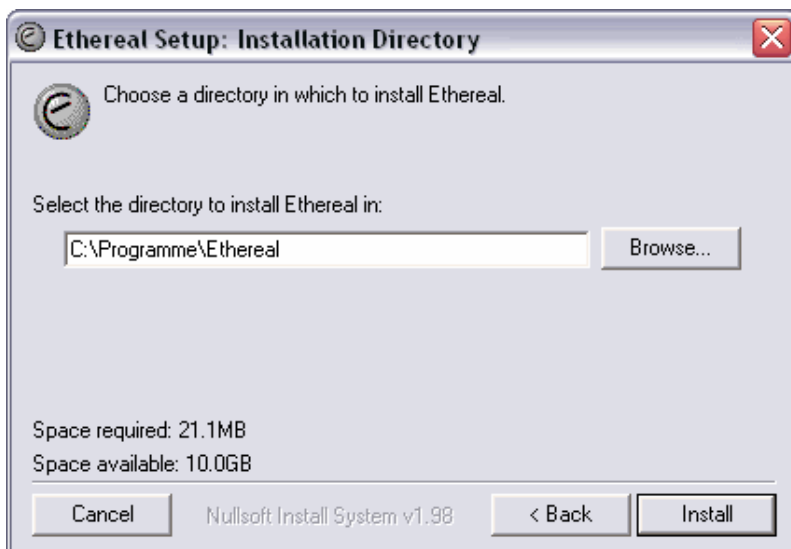 Ethereal Setup: Installation Directory
Choose a directory in which to install Ethereal.
Select the directory to install Ethereal in:
C:\Programme\Ethereal
Browse...
Space required: 21.1MB
Space available: 10.0GB
Cancel
Nullsoft Install System v1.98
< Back
Install